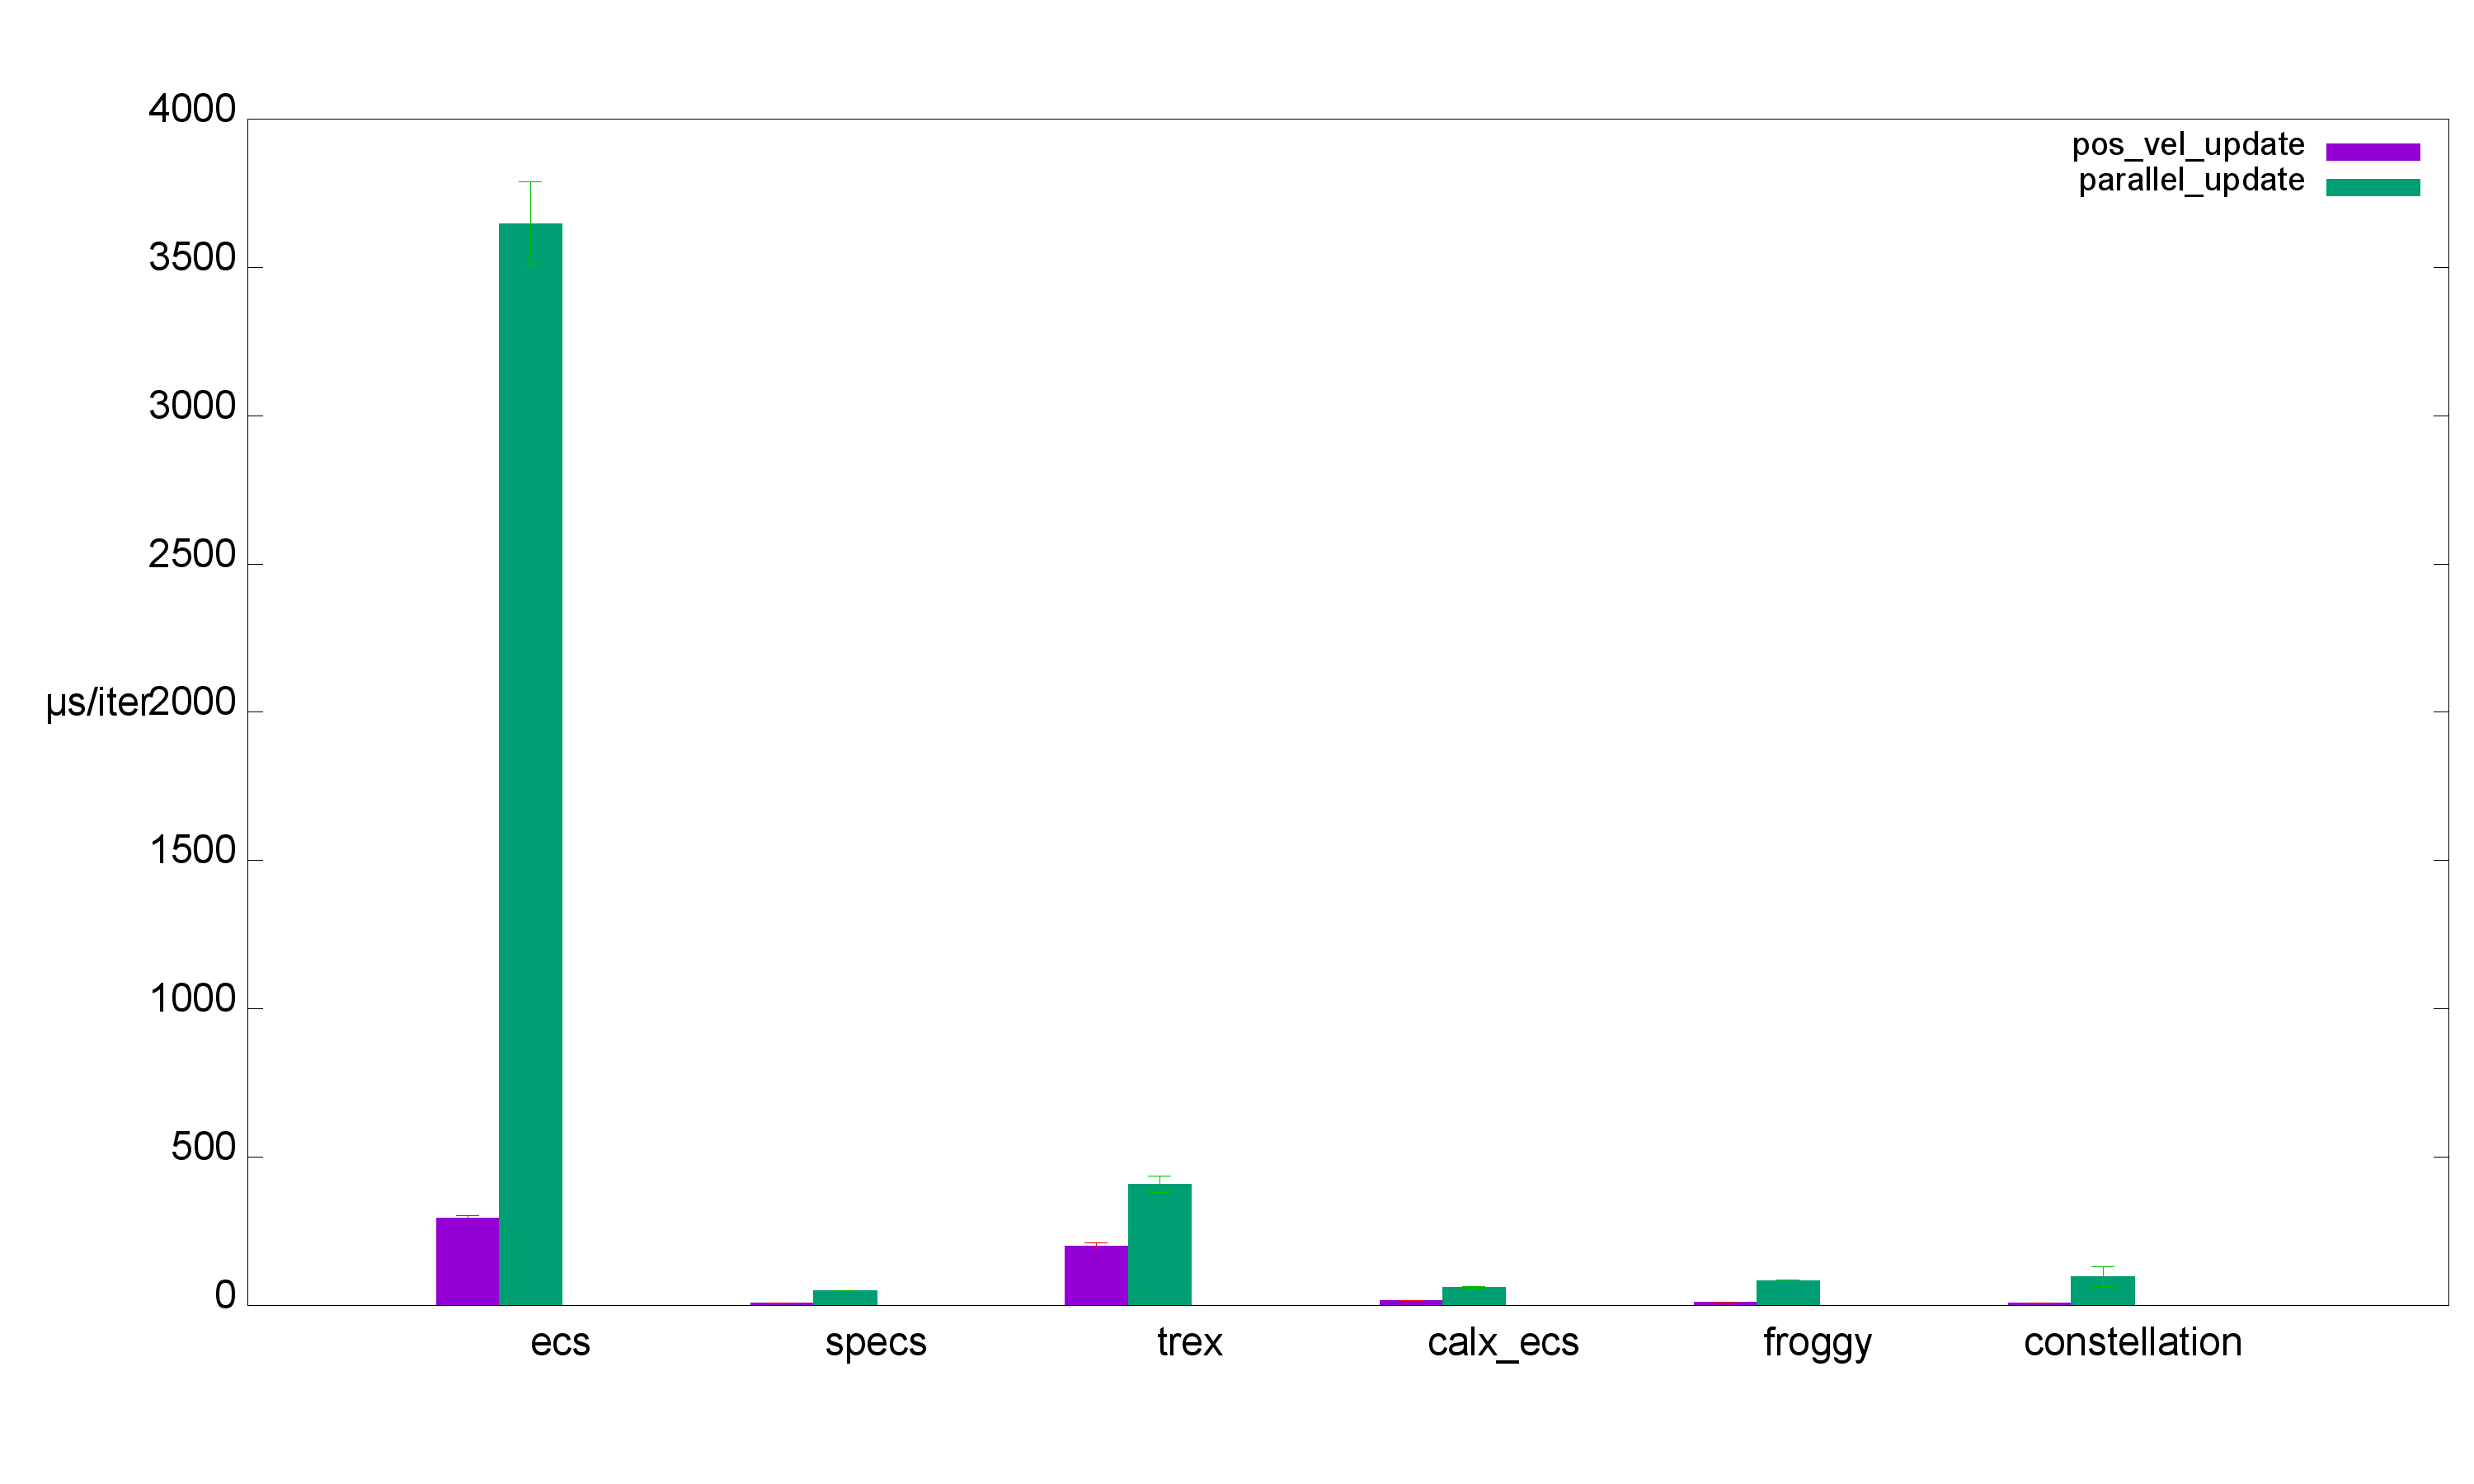 4000
pos_vel_update
parallel_update
3500
3000
2500
µs/iter
2000
1500
1000
500
0
ecs specs trex calx_ecs froggy constellation